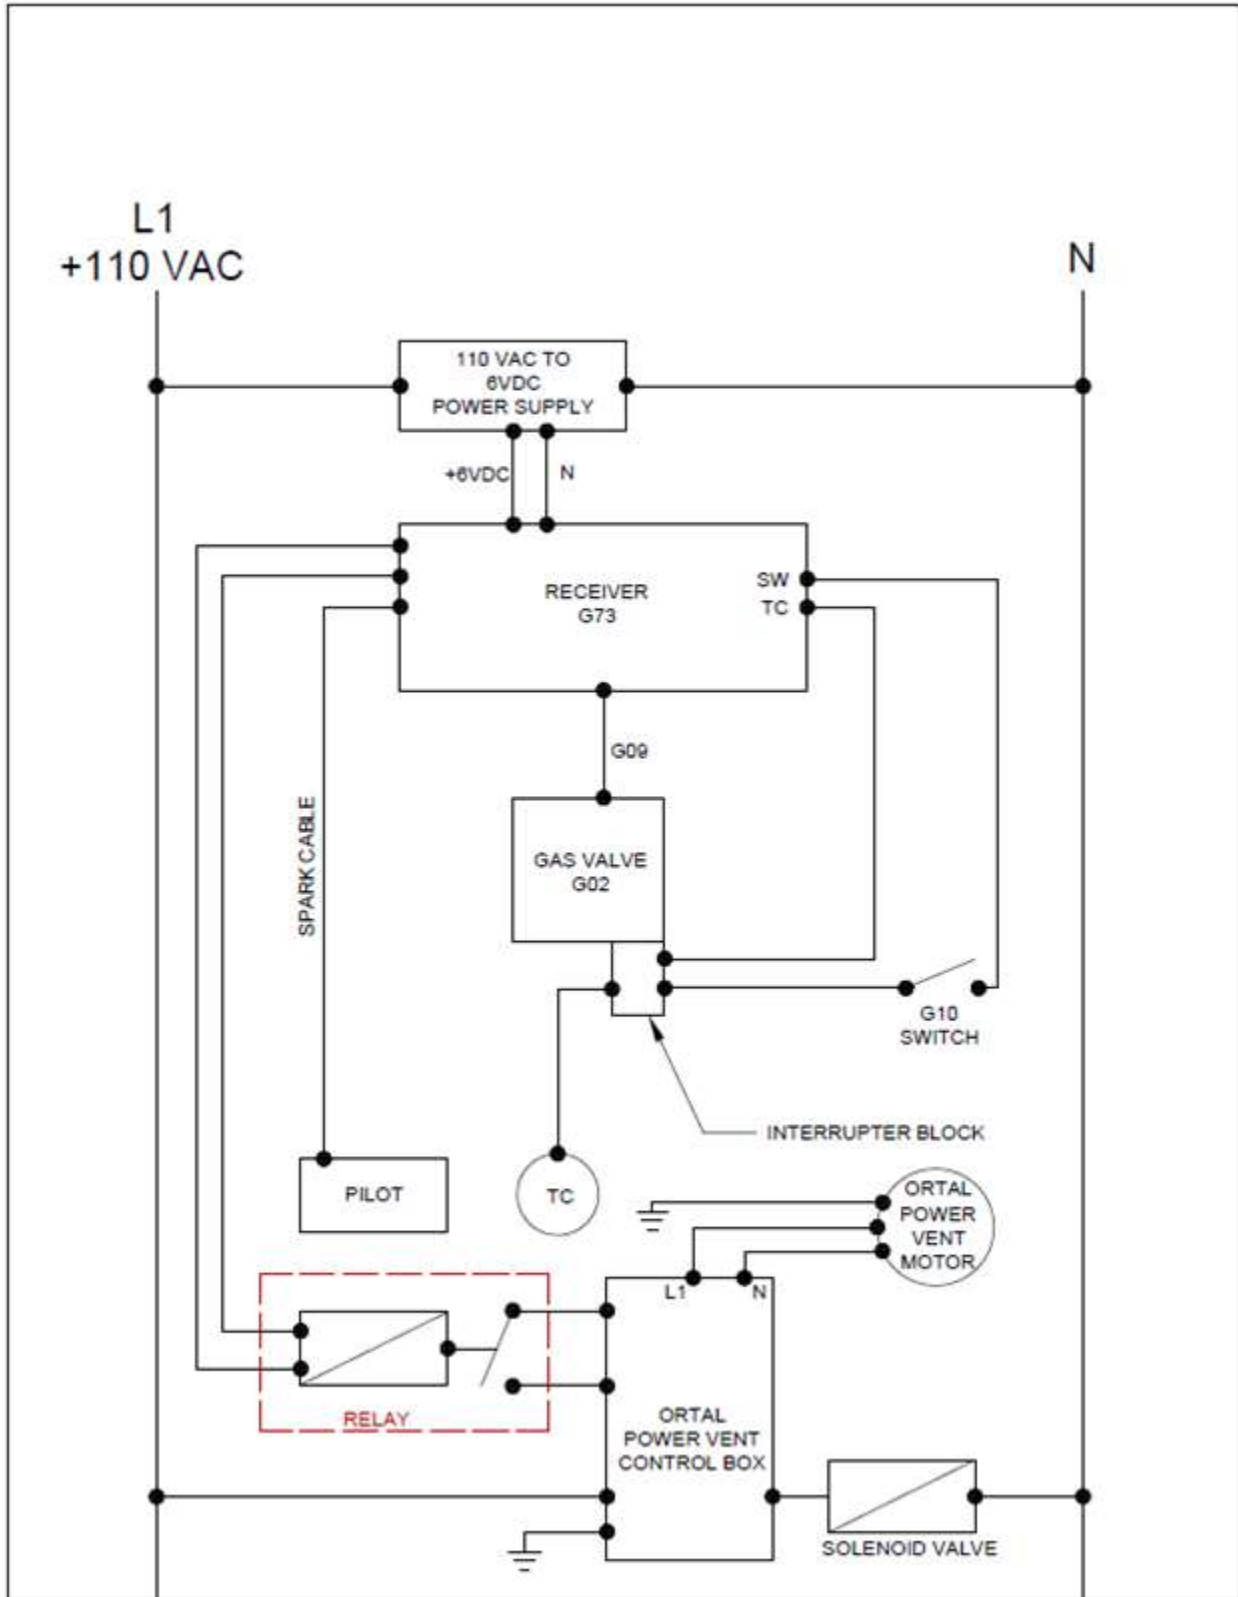 L1
+110 VAC
N
110 VAC TO
6VDC
POWER SUPPLY
+6VDC
N
RECEIVER
G73
SW
TC
G09
SPARK CABLE
GAS VALVE
G02
G10
SWITCH
INTERRUPTER BLOCK
PILOT
TC
ORTAL
POWER
VENT
MOTOR
L1
N
RELAY
ORTAL
POWER VENT
CONTROL BOX
SOLENOID VALVE